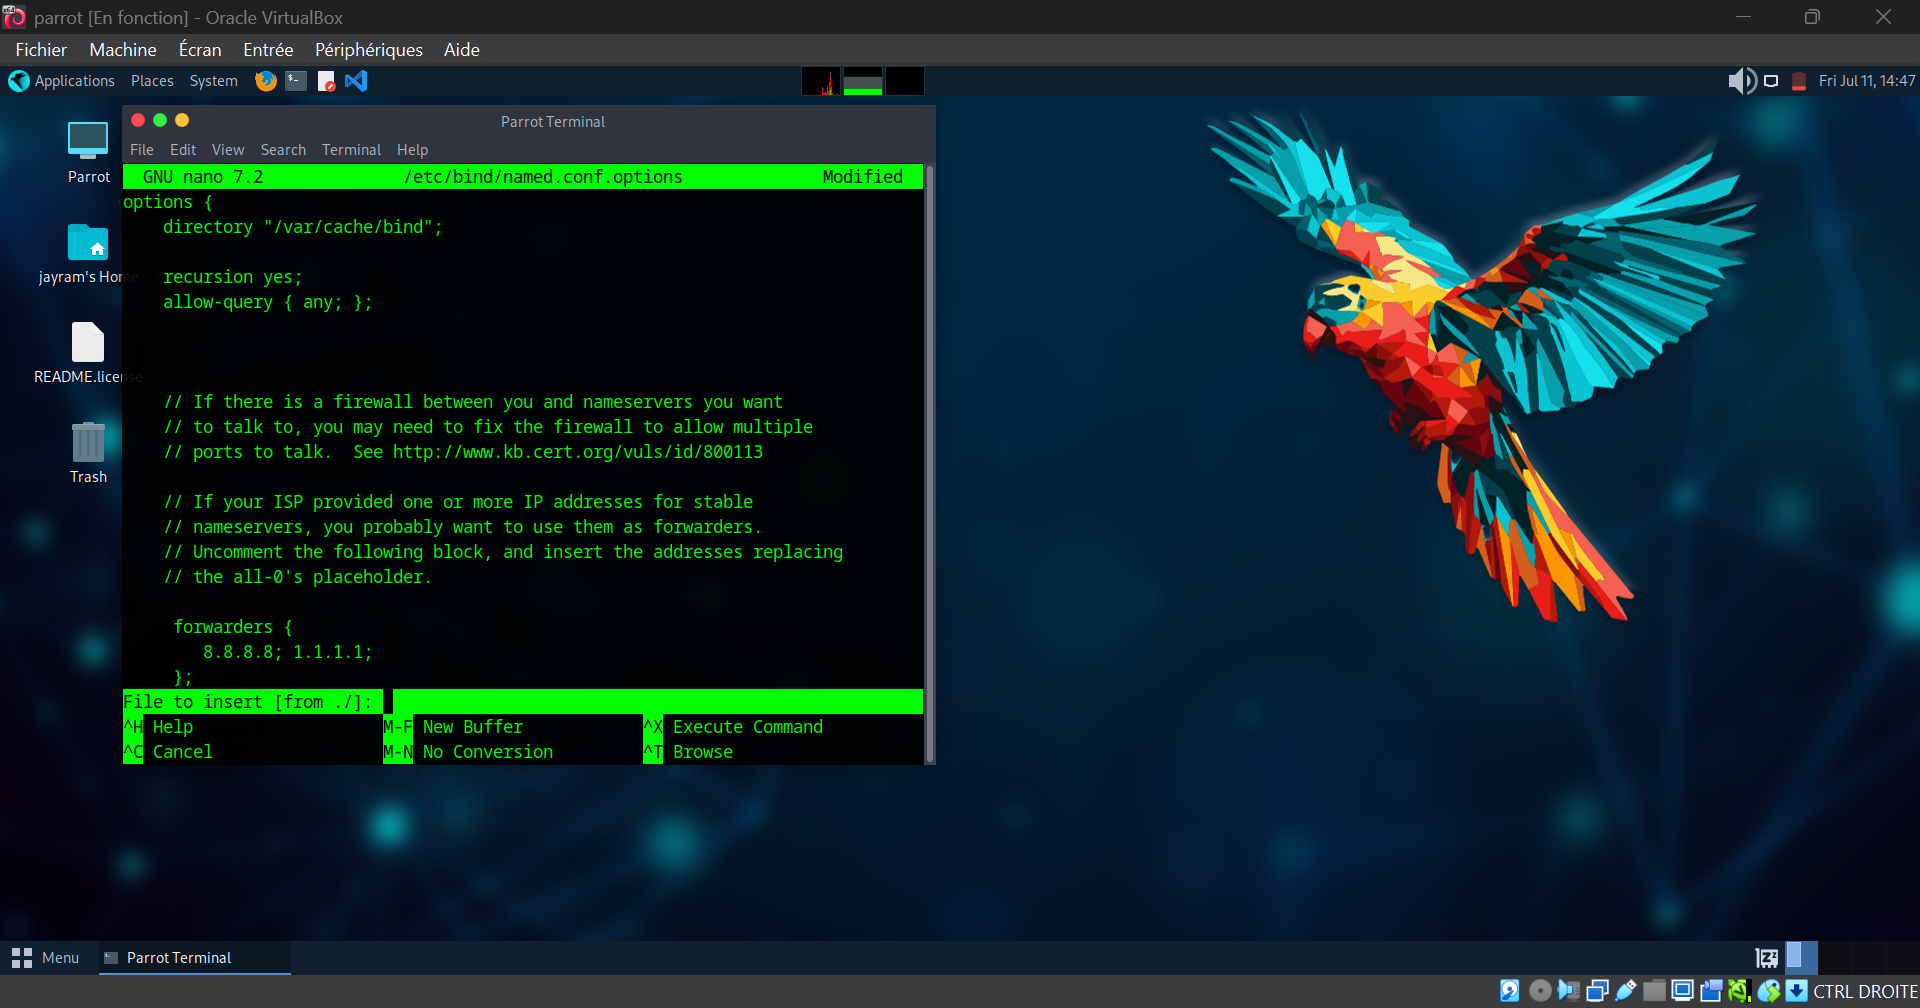 parrot [En fonction] - Oracle VirtualBox
Fichier Machine Écran Entrée Périphériques Aide
Applications Places System Fri Jul 11, 14:47
Parrot
jayram's Hom
README.license
Trash
Parrot Terminal
File Edit View Search Terminal Help
GNU nano 7.2 /etc/bind/named.conf.options Modified
options {
directory "/var/cache/bind";
recursion yes;
allow-query { any; };
// If there is a firewall between you and nameservers you want
// to talk to, you may need to fix the firewall to allow multiple
// ports to talk.  See http://www.kb.cert.org/vuls/id/800113
// If your ISP provided one or more IP addresses for stable
// nameservers, you probably want to use them as forwarders.
// Uncomment the following block, and insert the addresses replacing
// the all-0's placeholder.
forwarders {
8.8.8.8; 1.1.1.1;
};
File to insert [from ./]:
^H Help M-F New Buffer ^X Execute Command
^C Cancel M-N No Conversion ^T Browse
Menu Parrot Terminal
CTRL DROITE